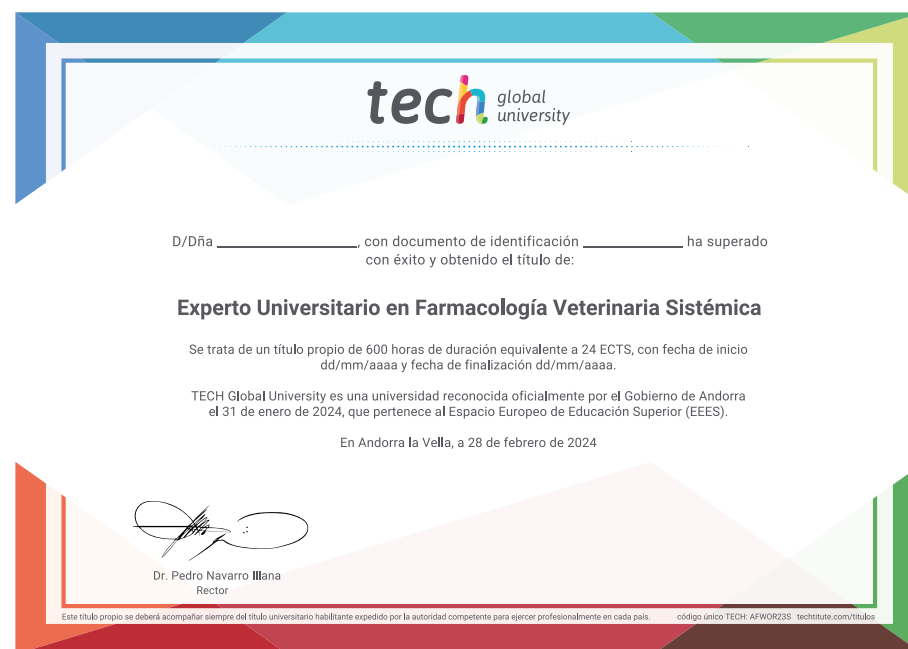 tech global university
D/Dña ____________, con documento de identificación ____________ ha superado
con éxito y obtenido el título de:
Experto Universitario en Farmacología Veterinaria Sistémica
Se trata de un título propio de 600 horas de duración equivalente a 24 ECTS, con fecha de inicio
dd/mm/aaaa y fecha de finalización dd/mm/aaaa.
TECH Global University es una universidad reconocida oficialmente por el Gobierno de Andorra
el 31 de enero de 2024, que pertenece al Espacio Europeo de Educación Superior (EEES).
En Andorra la Vella, a 28 de febrero de 2024
Dr. Pedro Navarro Illana
Rector
Este título propio se deberá acompañar siempre del título universitario habilitante expedido por la autoridad competente para ejercer profesionalmente en cada país. código único TECH: AFWOR23S techtitute.com/titulos